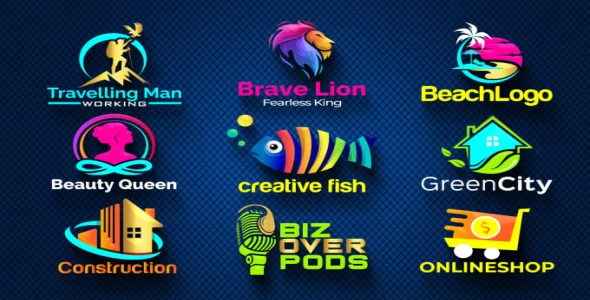 Travelling Man
WORKING
Brave Lion
Fearless King
BeachLogo
Beauty Queen
creative fish
GreenCity
Construction
BIZ
OVER
PODS
$
ONLINESHOP